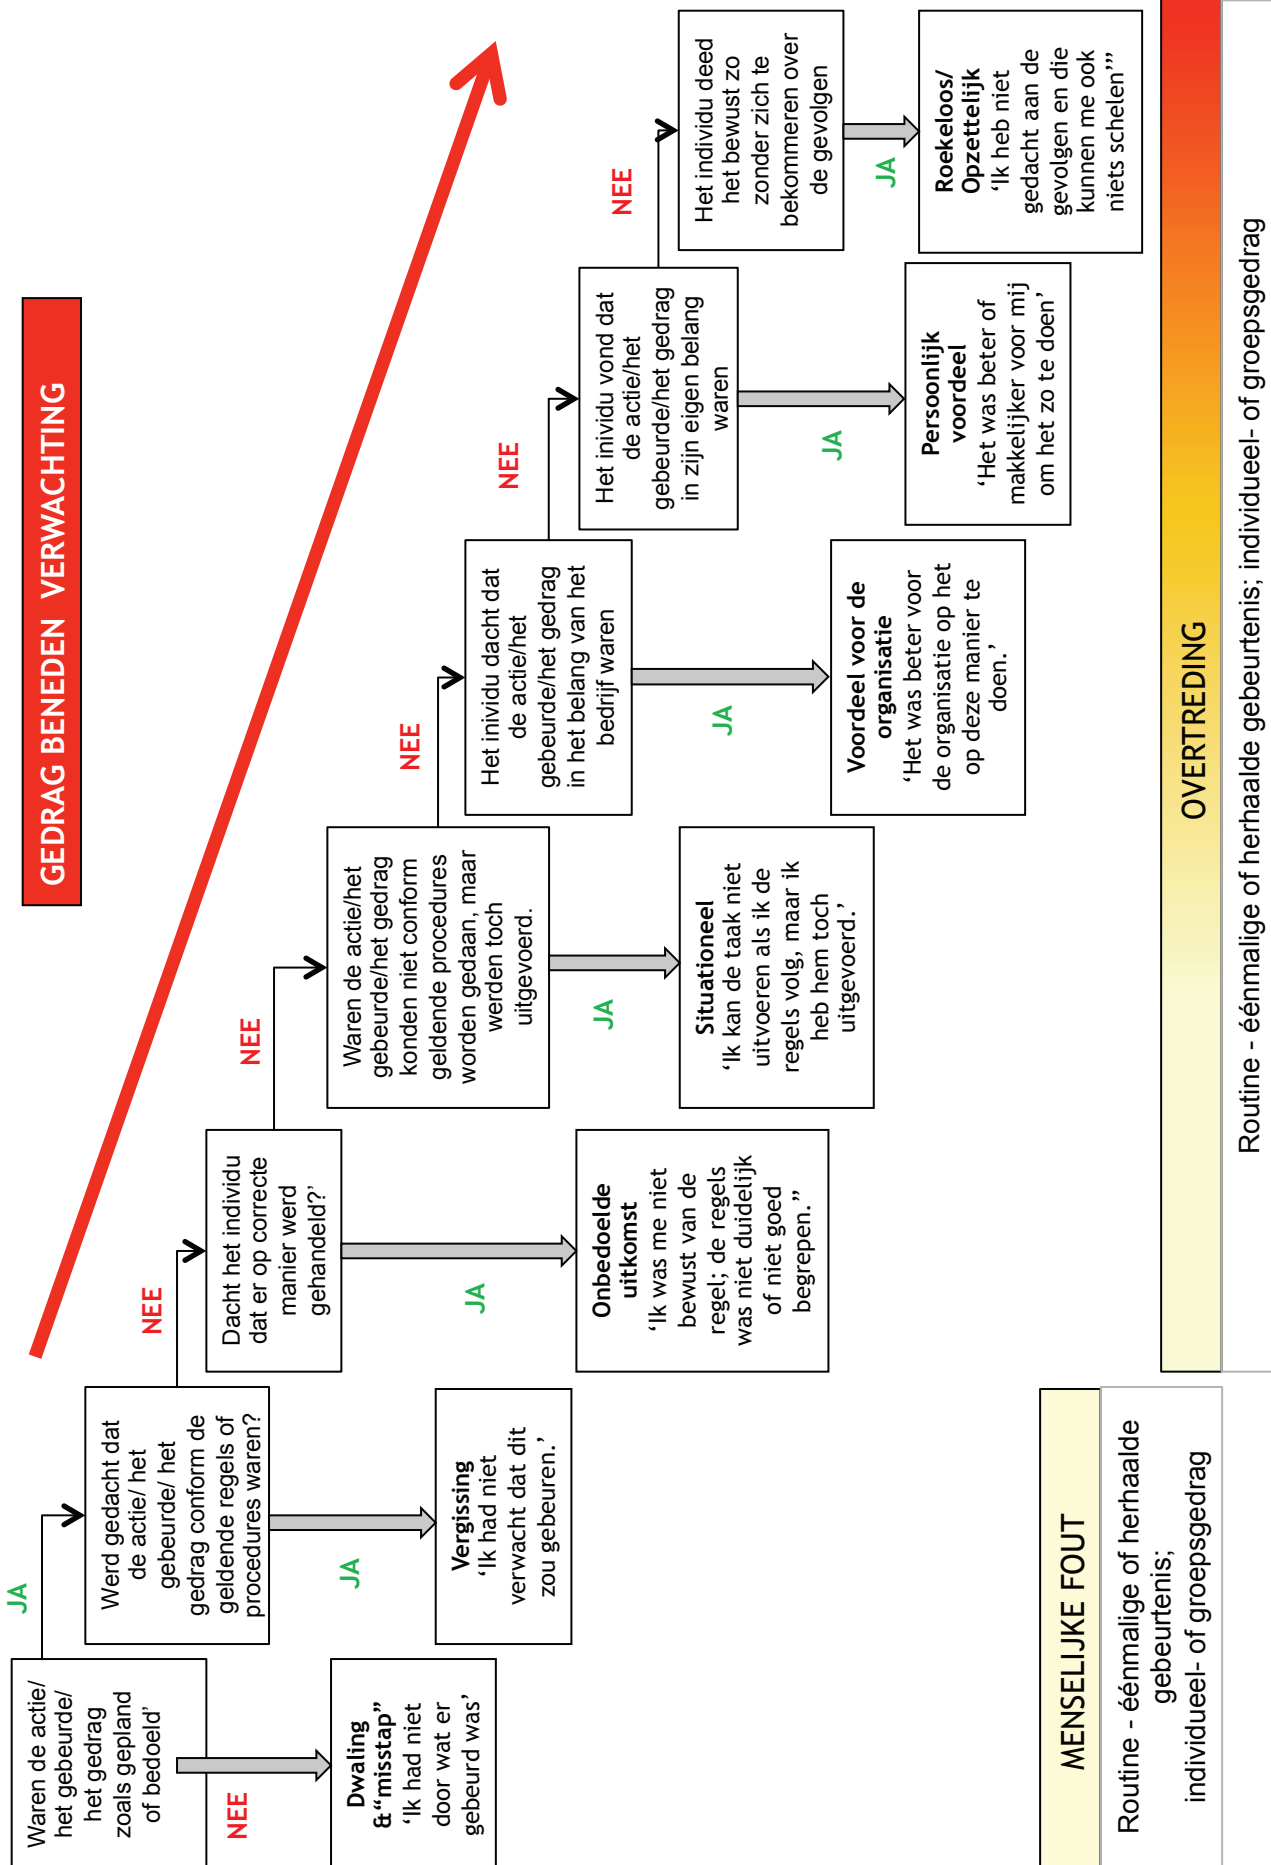 GEDRAG BENEDEN VERWACHTING
JA
Waren de actie/
het gebeurde/
het gedrag
zoals gepland
of bedoeld’
NEE
Dwaling
& “misstap”
‘Ik had niet
door wat er
gebeurd was’
Werd gedacht dat
de actie/ het
gebeurde/ het
gedrag conform de
geldende regels of
procedures waren?
NEE
JA
Vergissing
‘Ik had niet
verwacht dat dit
zou gebeuren.’
Dacht het individu
dat er op correcte
manier werd
gehandeld?’
NEE
JA
Onbedoelde
uitkomst
‘Ik was me niet
bewust van de
regel; de regels
was niet duidelijk
of niet goed
begrepen.”
Waren de actie/het
gebeurde/het gedrag
konden niet conform
geldende procedures
worden gedaan, maar
werden toch
uitgevoerd.
NEE
JA
Situationeel
‘Ik kan de taak niet
uitvoeren als ik de
regels volg, maar ik
heb hem toch
uitgevoerd.’
Het inividu dacht dat
de actie/het
gebeurde/het gedrag
in het belang van het
bedrijf waren
NEE
JA
Voordeel voor de
organisatie
‘Het was beter voor
de organisatie op het
op deze manier te
doen.’
Het inividu vond dat
de actie/het
gebeurde/het gedrag
in zijn eigen belang
waren
NEE
JA
Persoonlijk
voordeel
‘Het was beter of
makkelijker voor mij
om het zo te doen’
Het individu deed
het bewust zo
zonder zich te
bekommeren over
de gevolgen
JA
Roekeloos/
Opzettelijk
‘Ik heb niet
gedacht aan de
gevolgen en die
kunnen me ook
niets schelen’”
MENSELIJKE FOUT
Routine - éénmalige of herhaalde
gebeurtenis;
individueel- of groepsgedrag
OVERTREDING
Routine - éénmalige of herhaalde gebeurtenis; individueel- of groepsgedrag